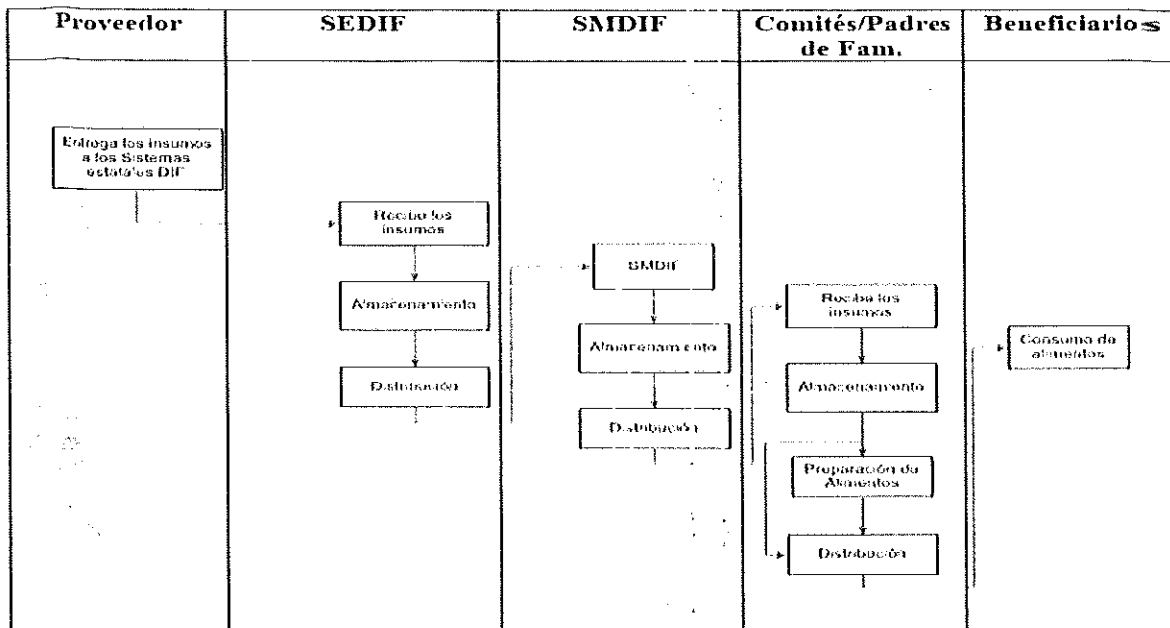 Proveedor
SEDIF
SMDIF
Comités/Padres
de Fam.
Beneficiarios
Entrega los insumos
a los Sistemas
estatales DIF
Recibe los
insumos
Almacenamiento
Distribución
SMDIF
Almacenamiento
Distribución
Recibe los
insumos
Almacenamiento
Preparación de
Alimentos
Distribución
Consumo de
alimentos